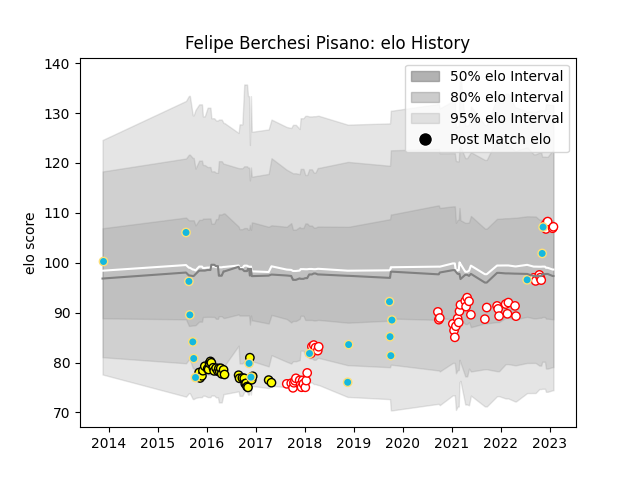 Felipe Berchesi Pisano: elo History
140
130
120
110
100
90
80
70
elo score
50% elo Interval
80% elo Interval
95% elo Interval
Post Match elo
2014 2015 2016 2017 2018 2019 2020 2021 2022 2023